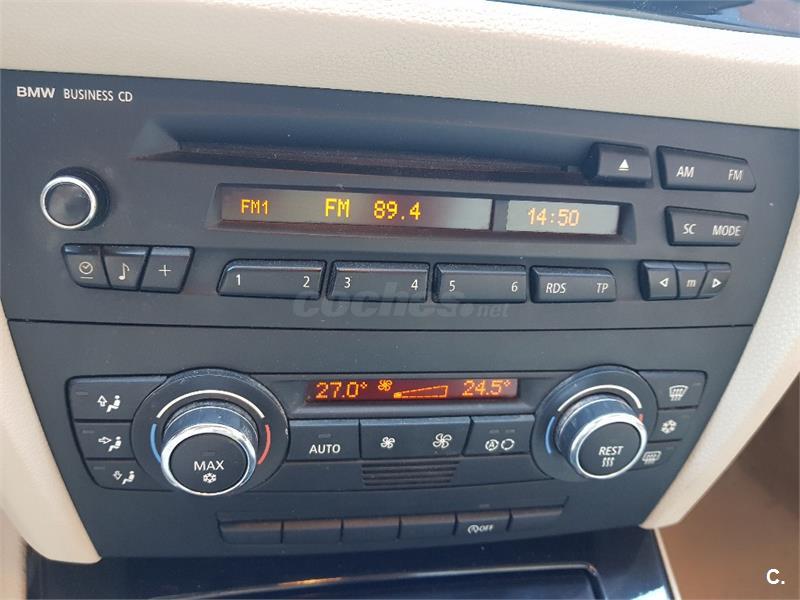 BMW BUSINESS CD
AM FM
FM1 FM 89.4 14:50
SC MODE
1 2 3 4 5 6 RDS TP m
coches.net
27.0° 24.5°
AUTO
MAX
REST
OFF
C.